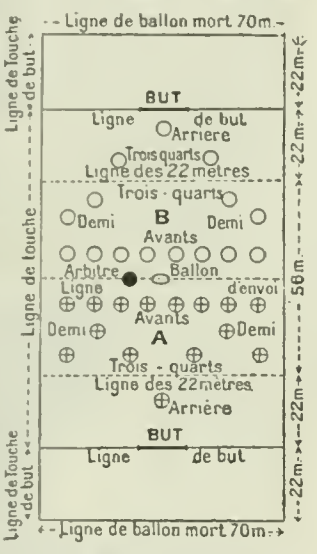 Ligne de ballon mort 70m.
Ligne de Touche
de but
22m.
BUT
Ligne de but
Arrière
Trois quarts
22m.
Ligne des 22 mètres
Trois - quarts
Demi B Demi
Avants
Arbitre Ballon
Ligne d'envoi
Ligne de touche
56m.
Avants
Demi A Demi
Trois - quarts
Ligne des 22 mètres
Arrière
22m
BUT
Ligne de but
Ligne de Touche
de but
22m.
Ligne de ballon mort 70m.